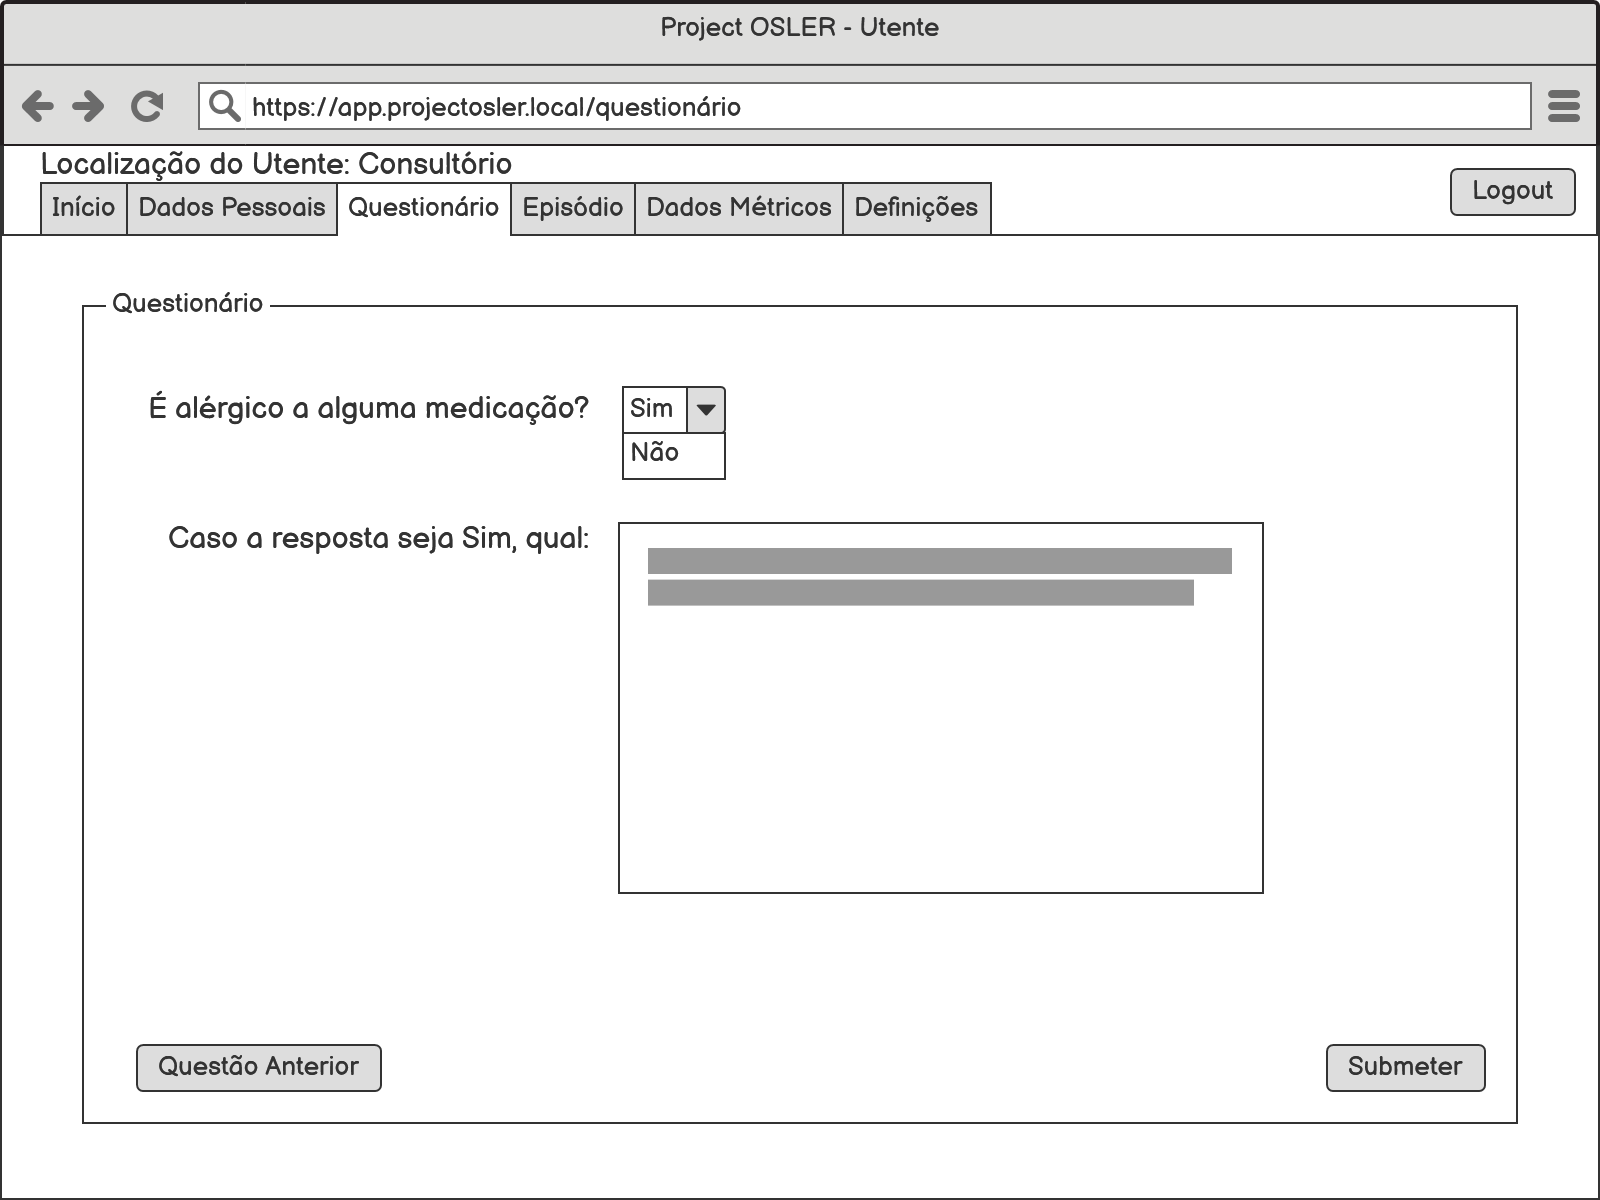 Project OSLER - Utente
https://app.projectosler.local/questionário
Localização do Utente: Consultório
Logout
Início Dados Pessoais Questionário Episódio Dados Métricos Definições
Questionário
É alérgico a alguma medicação? Sim
Não
Caso a resposta seja Sim, qual:
Questão Anterior Submeter